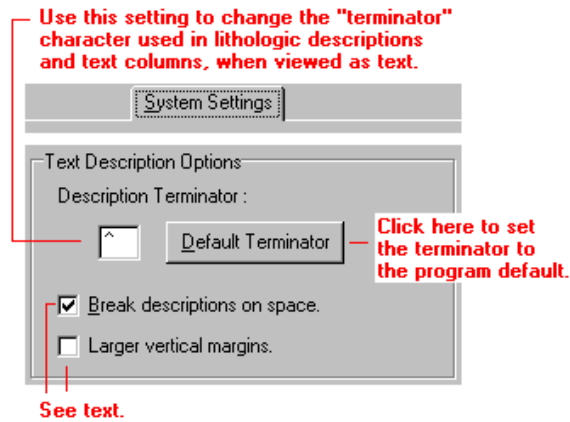 Use this setting to change the "terminator"
character used in lithologic descriptions
and text columns, when viewed as text.
System Settings
Text Description Options
Description Terminator :
^
Default Terminator
Click here to set
the terminator to
the program default.
Break descriptions on space.
Larger vertical margins.
See text.